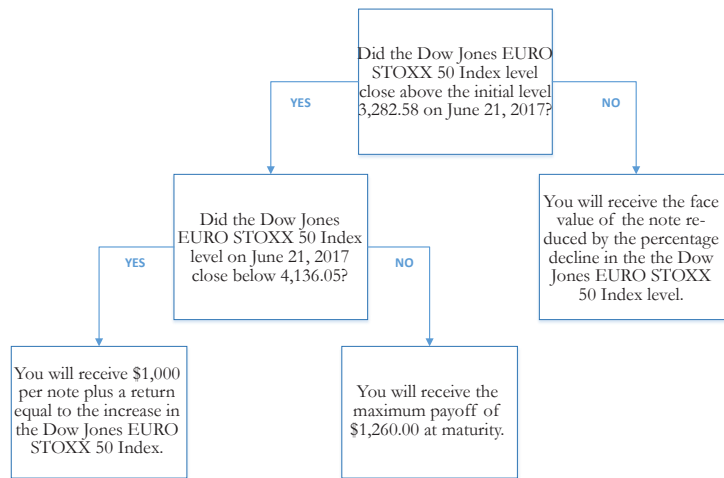 Did the Dow Jones EURO
STOXX 50 Index level
close above the initial level
3,282.58 on June 21, 2017?
YES
NO
Did the Dow Jones
EURO STOXX 50 Index
level on June 21, 2017
close below 4,136.05?
You will receive the face
value of the note re-
duced by the percentage
decline in the the Dow
Jones EURO STOXX
50 Index level.
YES
NO
You will receive $1,000
per note plus a return
equal to the increase in
the Dow Jones EURO
STOXX 50 Index.
You will receive the
maximum payoff of
$1,260.00 at maturity.